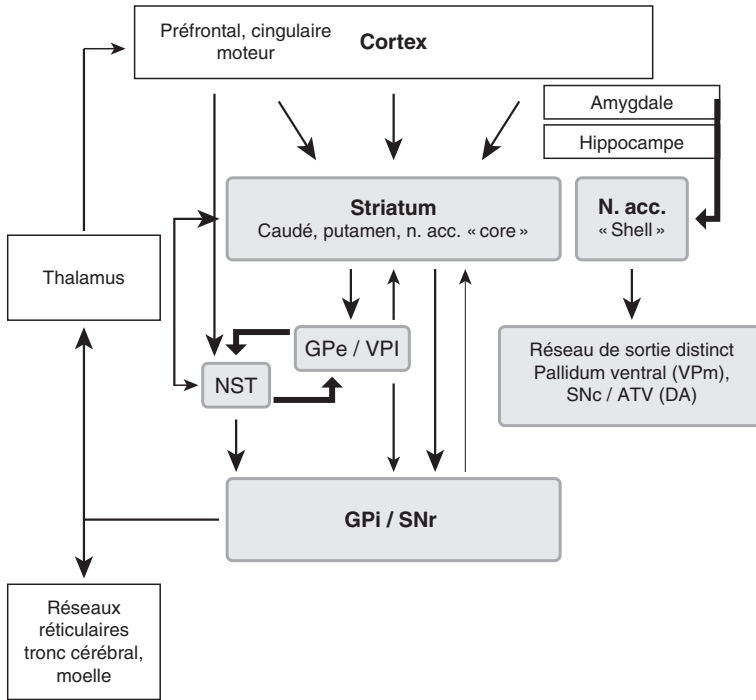 Préfrontal, cingulaire
moteur
Cortex
Amygdale
Hippocampe
Striatum
Caudé, putamen, n. acc. « core »
N. acc.
« Shell »
Thalamus
GPe / VPl
NST
Réseau de sortie distinct
Pallidum ventral (VPm),
SNc / ATV (DA)
GPi / SNr
Réseaux
réticulaires
tronc cérébral,
moelle